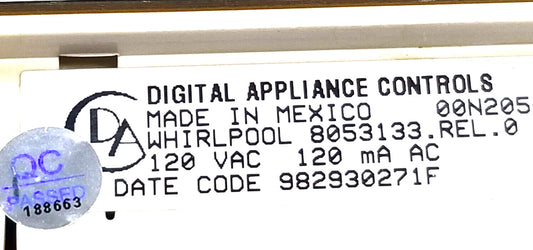 DIGITAL APPLIANCE CONTROLS
MADE IN MEXICO 00N205
WHIRLPOOL 8053133.REL.0
120 VAC 120 mA AC
DATE CODE 982930271F
DA
QC
PASSED
188663